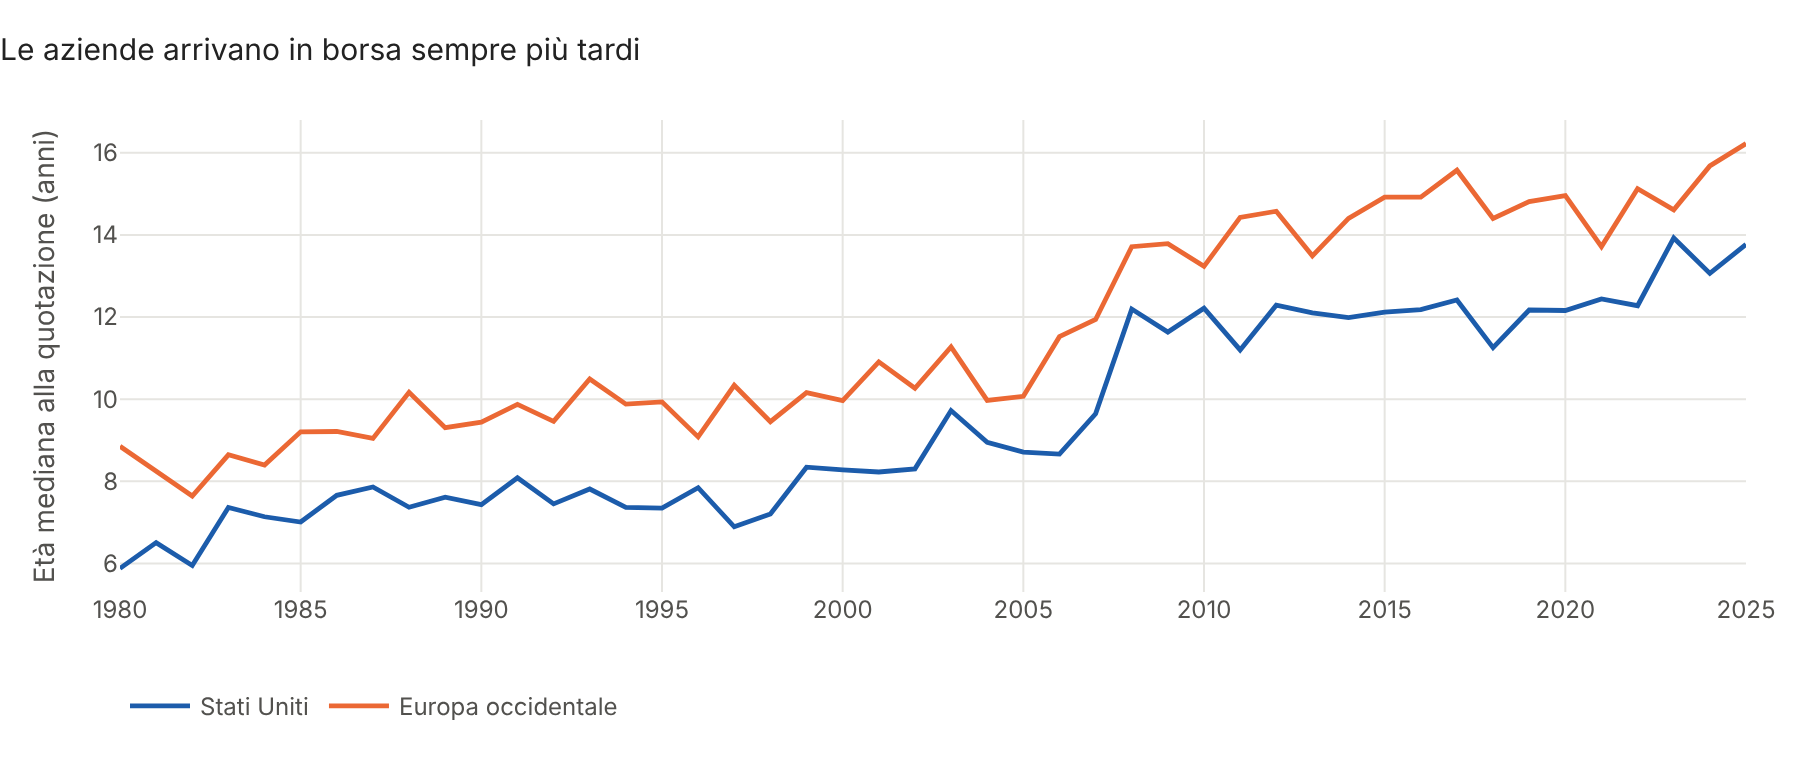 Le aziende arrivano in borsa sempre più tardi
Età mediana alla quotazione (anni)
16
14
12
10
8
6
1980 1985 1990 1995 2000 2005 2010 2015 2020 2025
Stati Uniti Europa occidentale